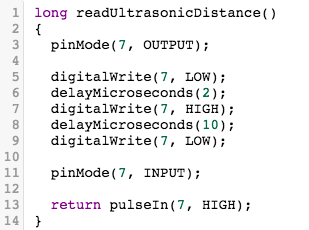 1 long readUltrasonicDistance()
2 {
3   pinMode(7, OUTPUT);
4
5   digitalWrite(7, LOW);
6   delayMicroseconds(2);
7   digitalWrite(7, HIGH);
8   delayMicroseconds(10);
9   digitalWrite(7, LOW);
10
11   pinMode(7, INPUT);
12
13   return pulseIn(7, HIGH);
14 }